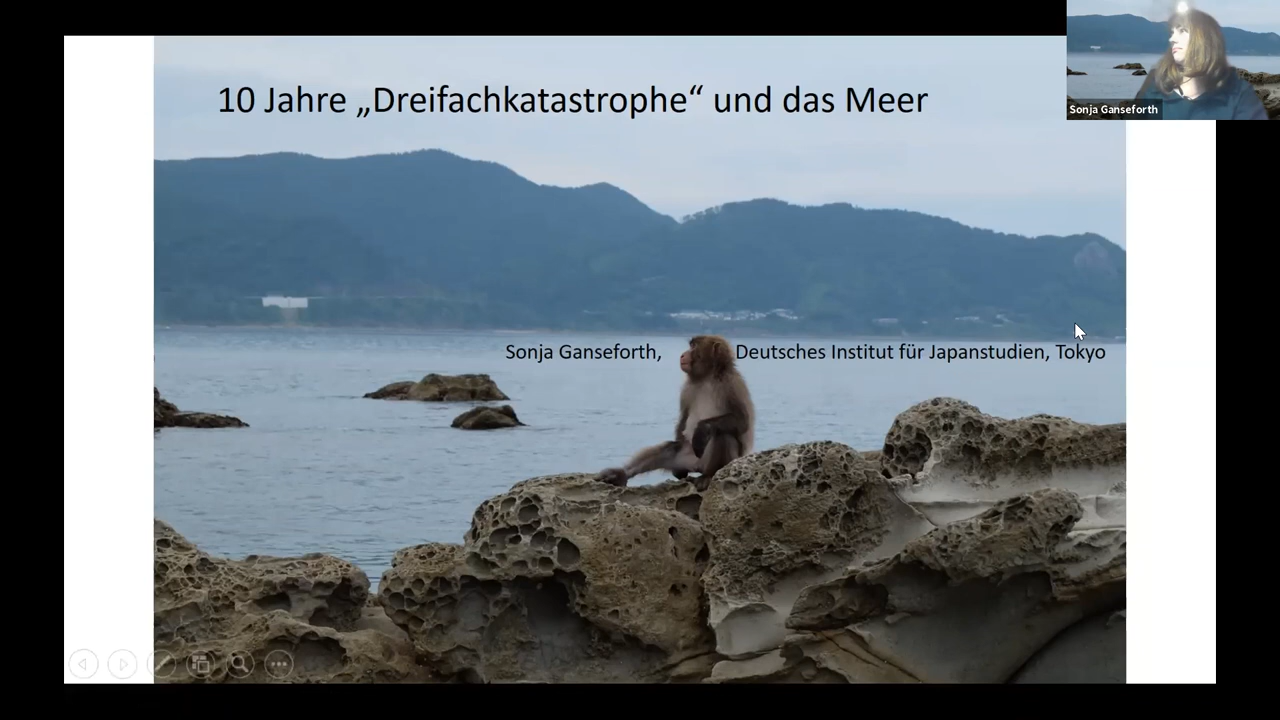 10 Jahre „Dreifachkatastrophe“ und das Meer
Sonja Ganseforth, Deutsches Institut für Japanstudien, Tokyo
Sonja Ganseforth